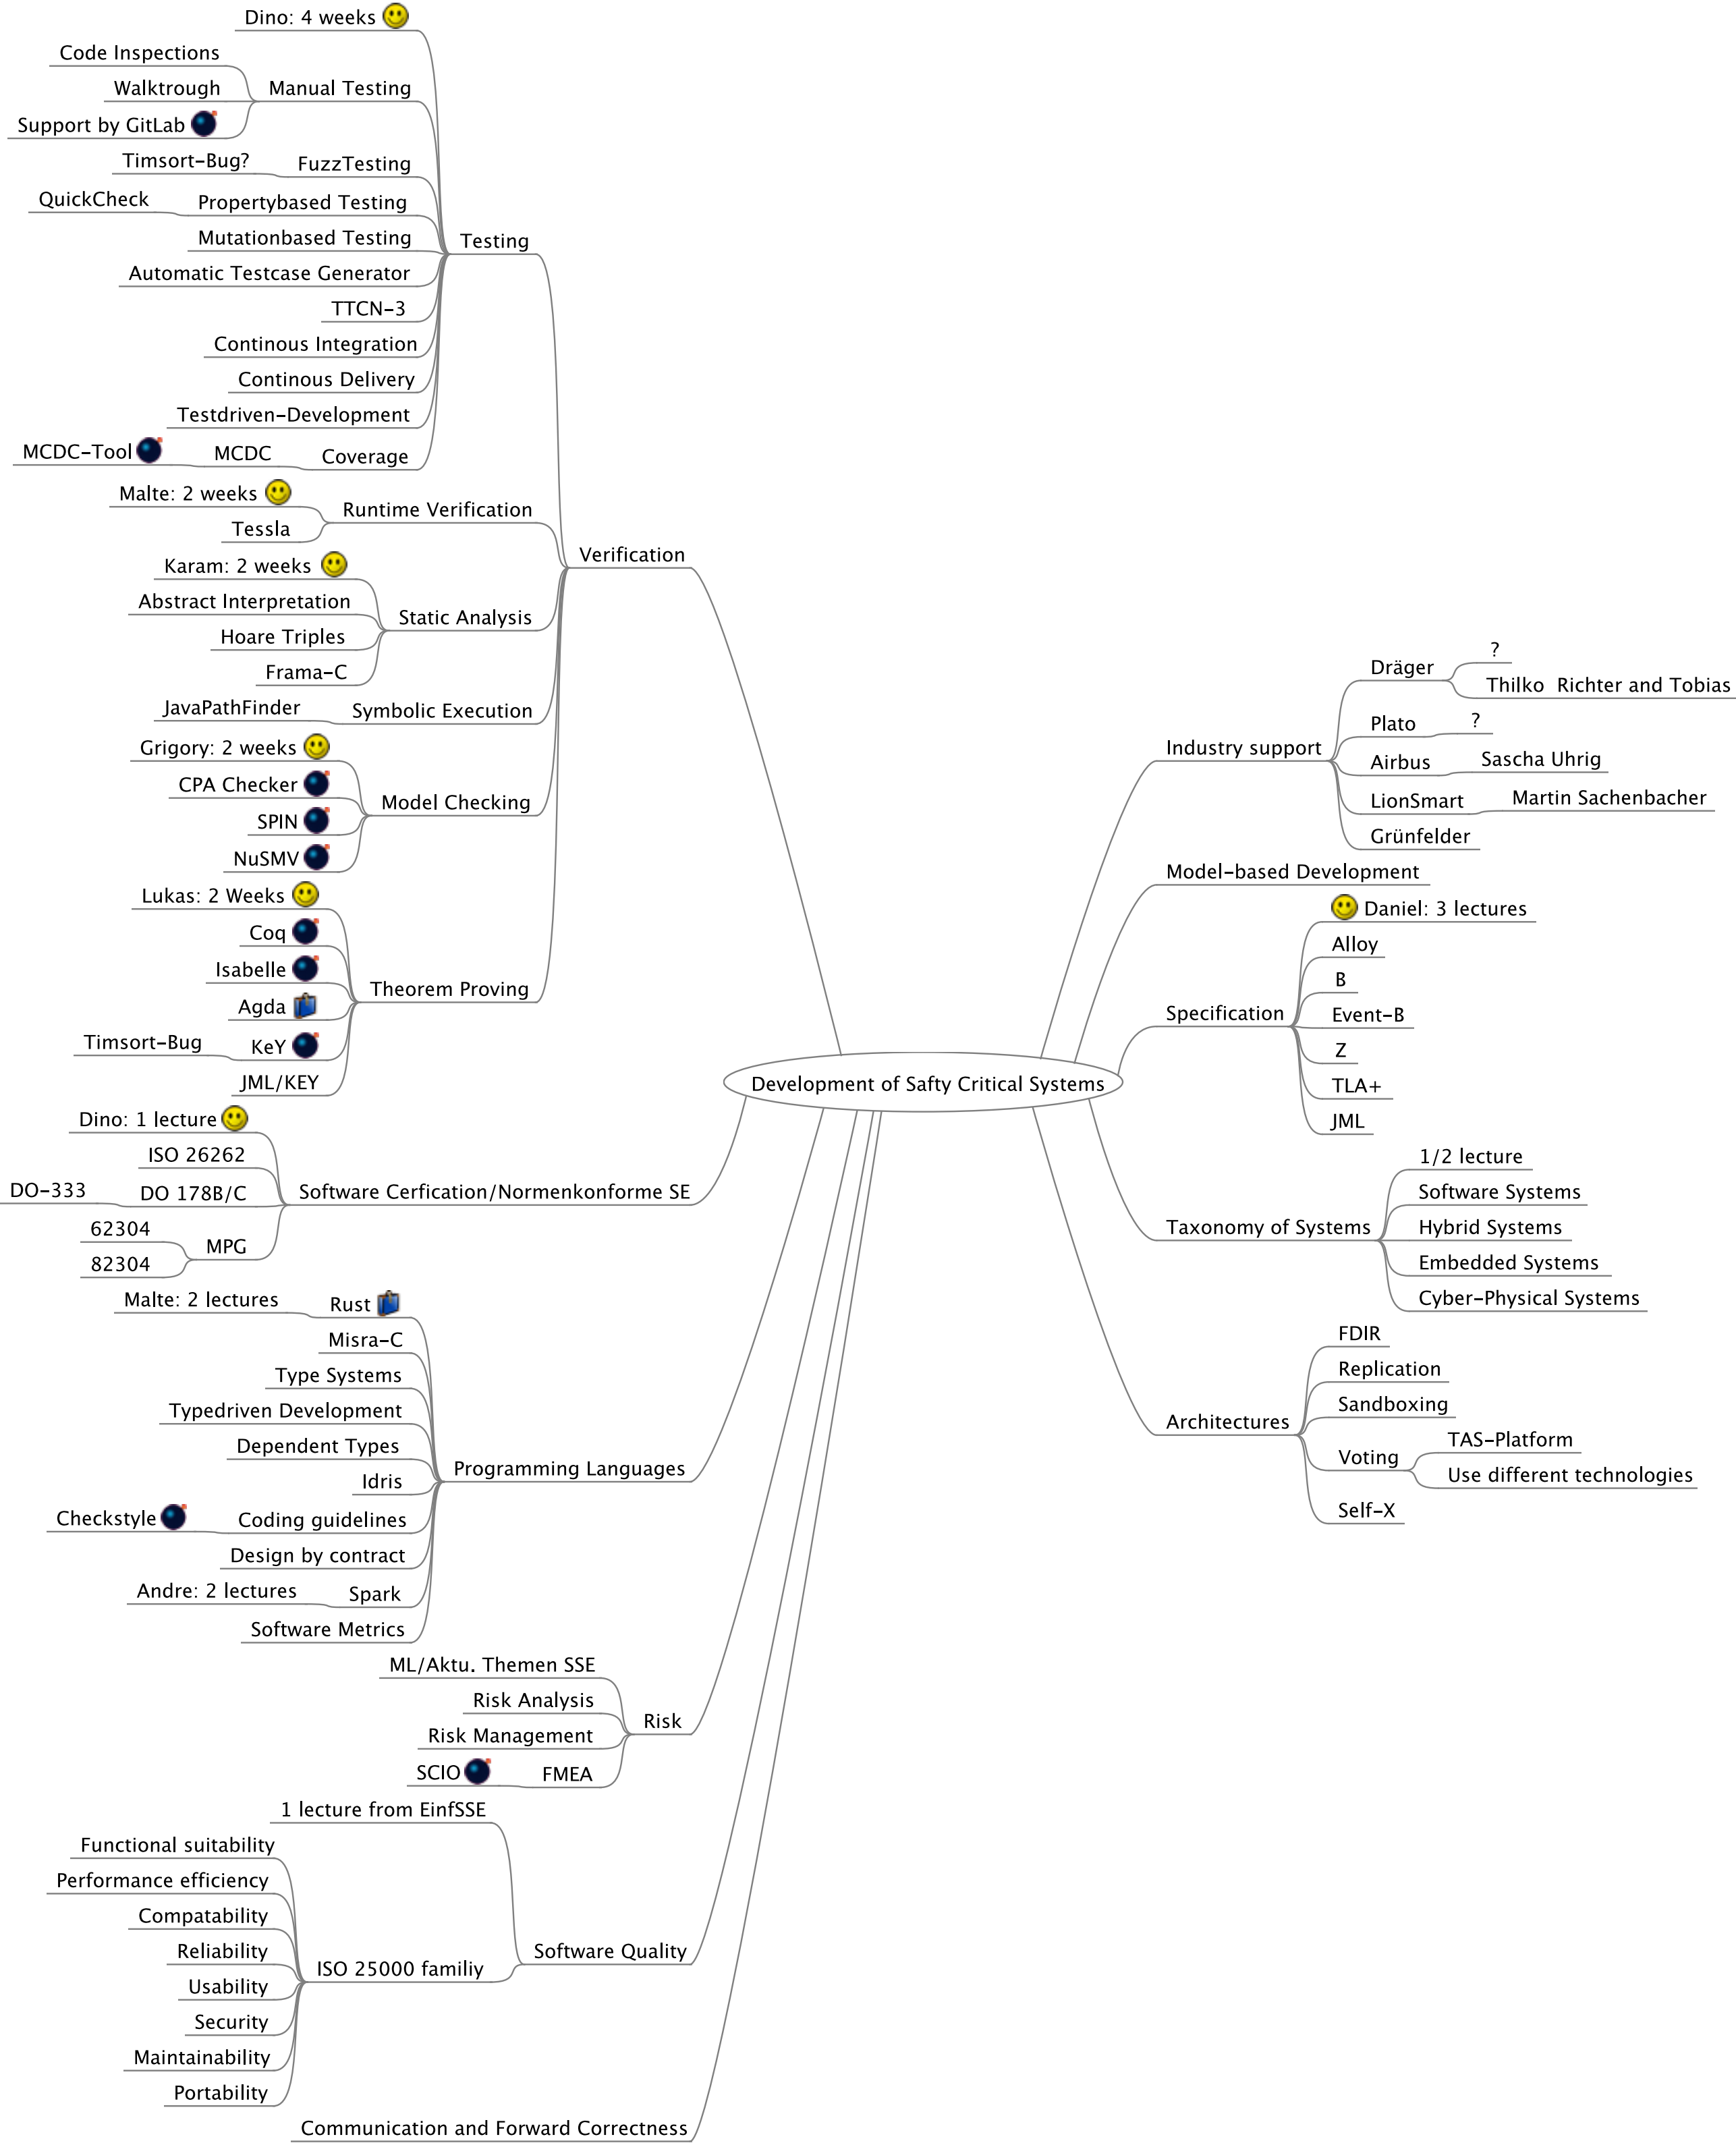 Dino: 4 weeks
Code Inspections
Walktrough
Support by GitLab
Manual Testing
Timsort-Bug?
FuzzTesting
QuickCheck
Propertybased Testing
Mutationbased Testing
Automatic Testcase Generator
TTCN-3
Continous Integration
Continous Delivery
Testdriven-Development
MCDC-Tool
MCDC
Coverage
Testing
Malte: 2 weeks
Tessla
Runtime Verification
Karam: 2 weeks
Abstract Interpretation
Hoare Triples
Frama-C
Static Analysis
JavaPathFinder
Symbolic Execution
Grigory: 2 weeks
CPA Checker
SPIN
NuSMV
Model Checking
Lukas: 2 Weeks
Coq
Isabelle
Agda
Timsort-Bug
KeY
JML/KEY
Theorem Proving
Verification
Dino: 1 lecture
ISO 26262
DO-333
DO 178B/C
62304
82304
MPG
Software Cerfication/Normenkonforme SE
Malte: 2 lectures
Rust
Misra-C
Type Systems
Typedriven Development
Dependent Types
Idris
Checkstyle
Coding guidelines
Design by contract
Andre: 2 lectures
Spark
Software Metrics
Programming Languages
ML/Aktu. Themen SSE
Risk Analysis
Risk Management
SCIO
FMEA
Risk
1 lecture from EinfSSE
Functional suitability
Performance efficiency
Compatability
Reliability
Usability
Security
Maintainability
Portability
ISO 25000 familiy
Software Quality
Communication and Forward Correctness
Development of Safty Critical Systems
Industry support
Dräger
?
Thilko  Richter and Tobias
Plato
?
Airbus
Sascha Uhrig
LionSmart
Martin Sachenbacher
Grünfelder
Model-based Development
Specification
Daniel: 3 lectures
Alloy
B
Event-B
Z
TLA+
JML
Taxonomy of Systems
1/2 lecture
Software Systems
Hybrid Systems
Embedded Systems
Cyber-Physical Systems
Architectures
FDIR
Replication
Sandboxing
Voting
TAS-Platform
Use different technologies
Self-X